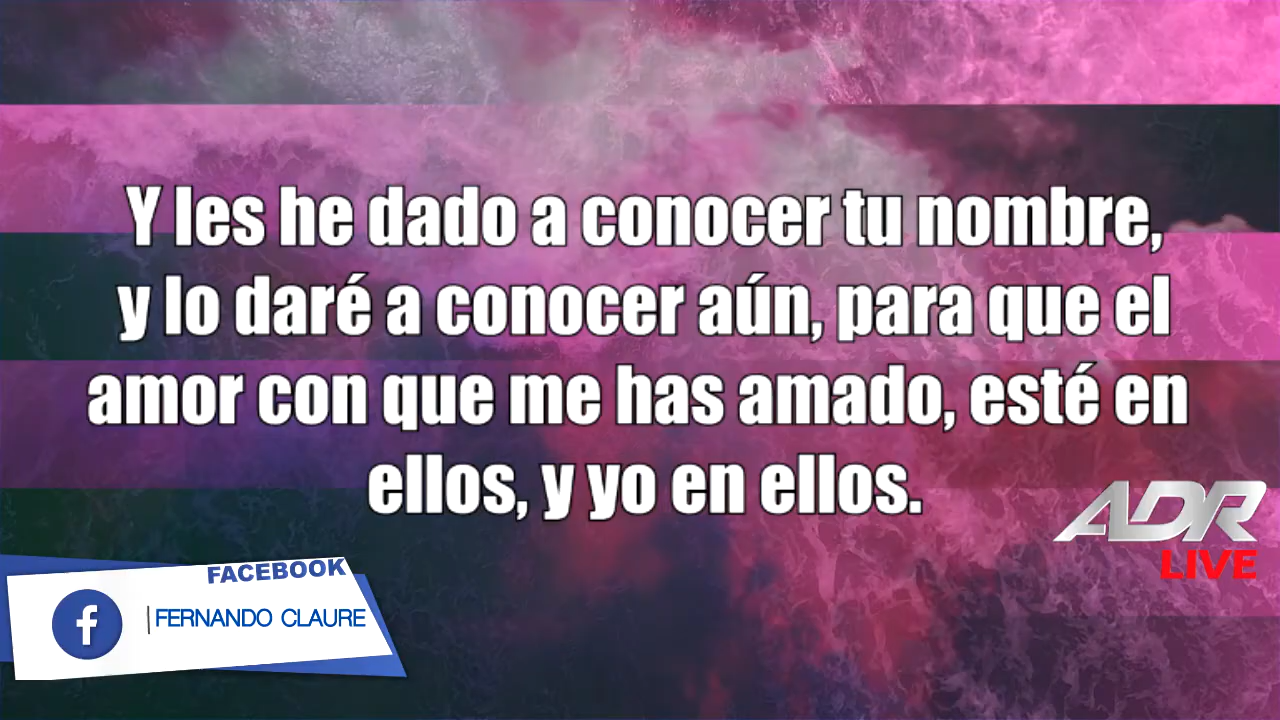 Y les he dado a conocer tu nombre,
y lo daré a conocer aún, para que el
amor con que me has amado, esté en
ellos, y yo en ellos.
ADR
LIVE
FACEBOOK
f
|FERNANDO CLAURE